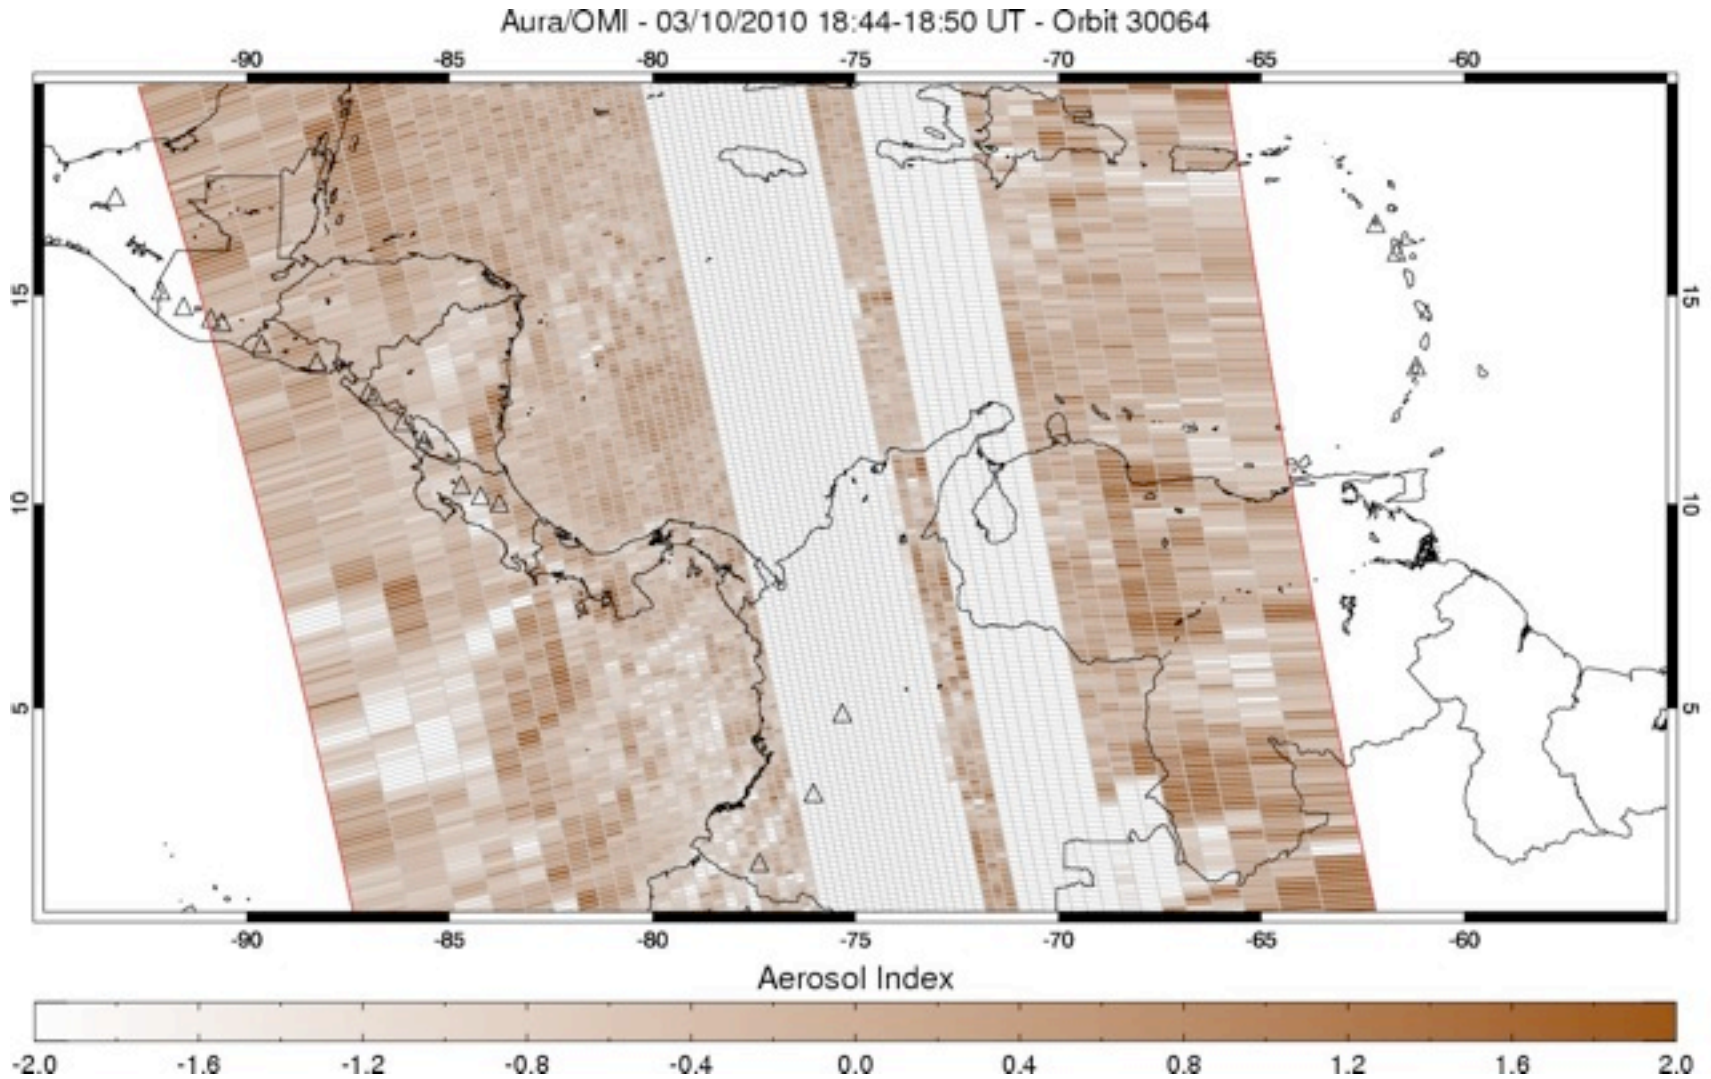 Aura/OMI - 03/10/2010 18:44-18:50 UT - Orbit 30064
-90 -85 -80 -75 -70 -65 -60
15 15
10 10
5 5
-90 -85 -80 -75 -70 -65 -60
Aerosol Index
-2.0 -1.6 -1.2 -0.8 -0.4 0.0 0.4 0.8 1.2 1.6 2.0